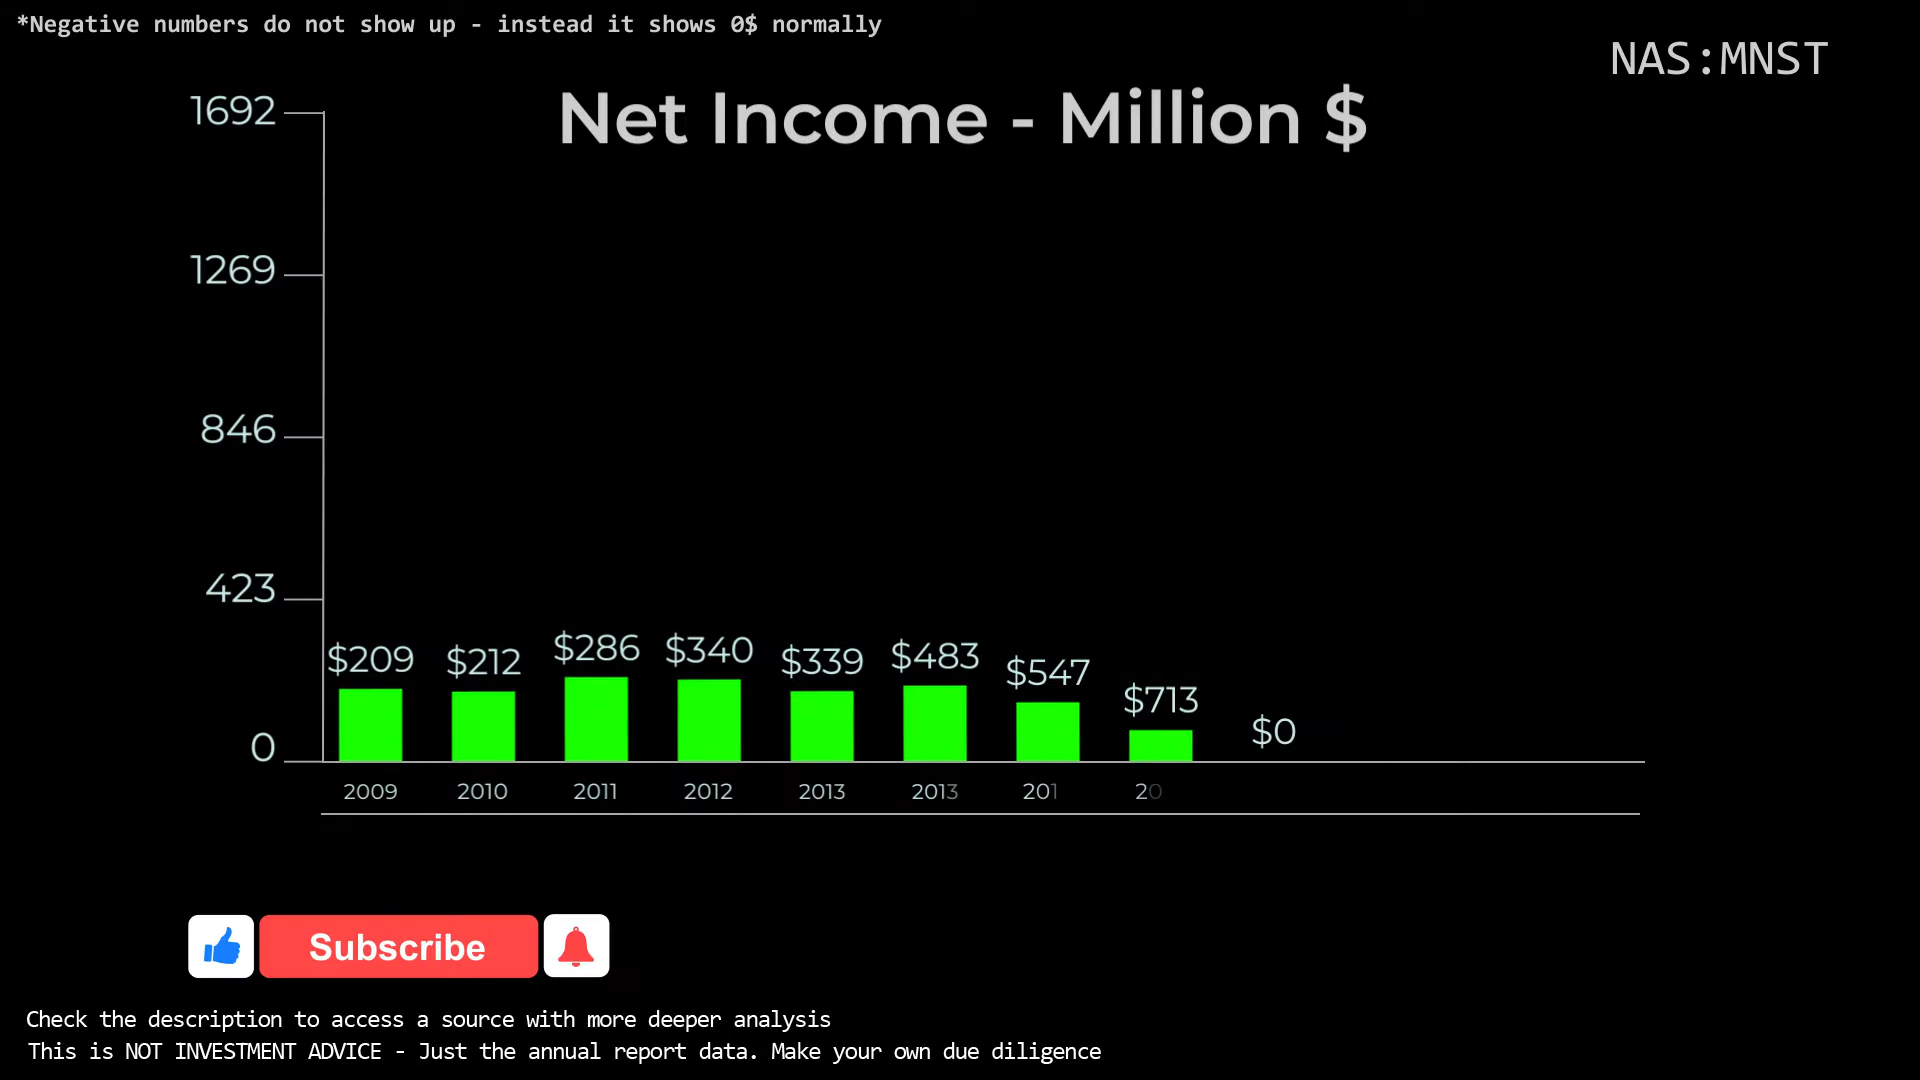 *Negative numbers do not show up - instead it shows 0$ normally
NAS:MNST
Net Income - Million $
1692
1269
846
423
0
$209 $212 $286 $340 $339 $483 $547 $713 $0
2009 2010 2011 2012 2013 2013 201 20
Subscribe
Check the description to access a source with more deeper analysis
This is NOT INVESTMENT ADVICE - Just the annual report data. Make your own due diligence